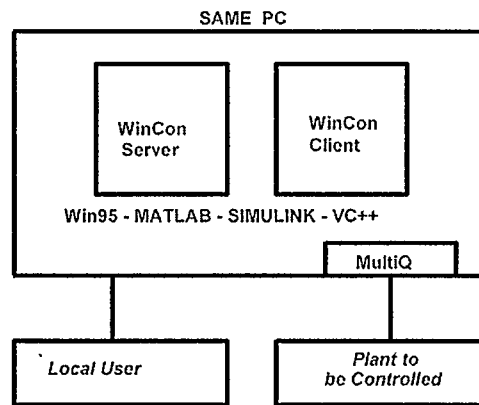 SAME PC
WinCon
Server
WinCon
Client
Win95 - MATLAB - SIMULINK - VC++
MultiQ
Local User
Plant to
be Controlled